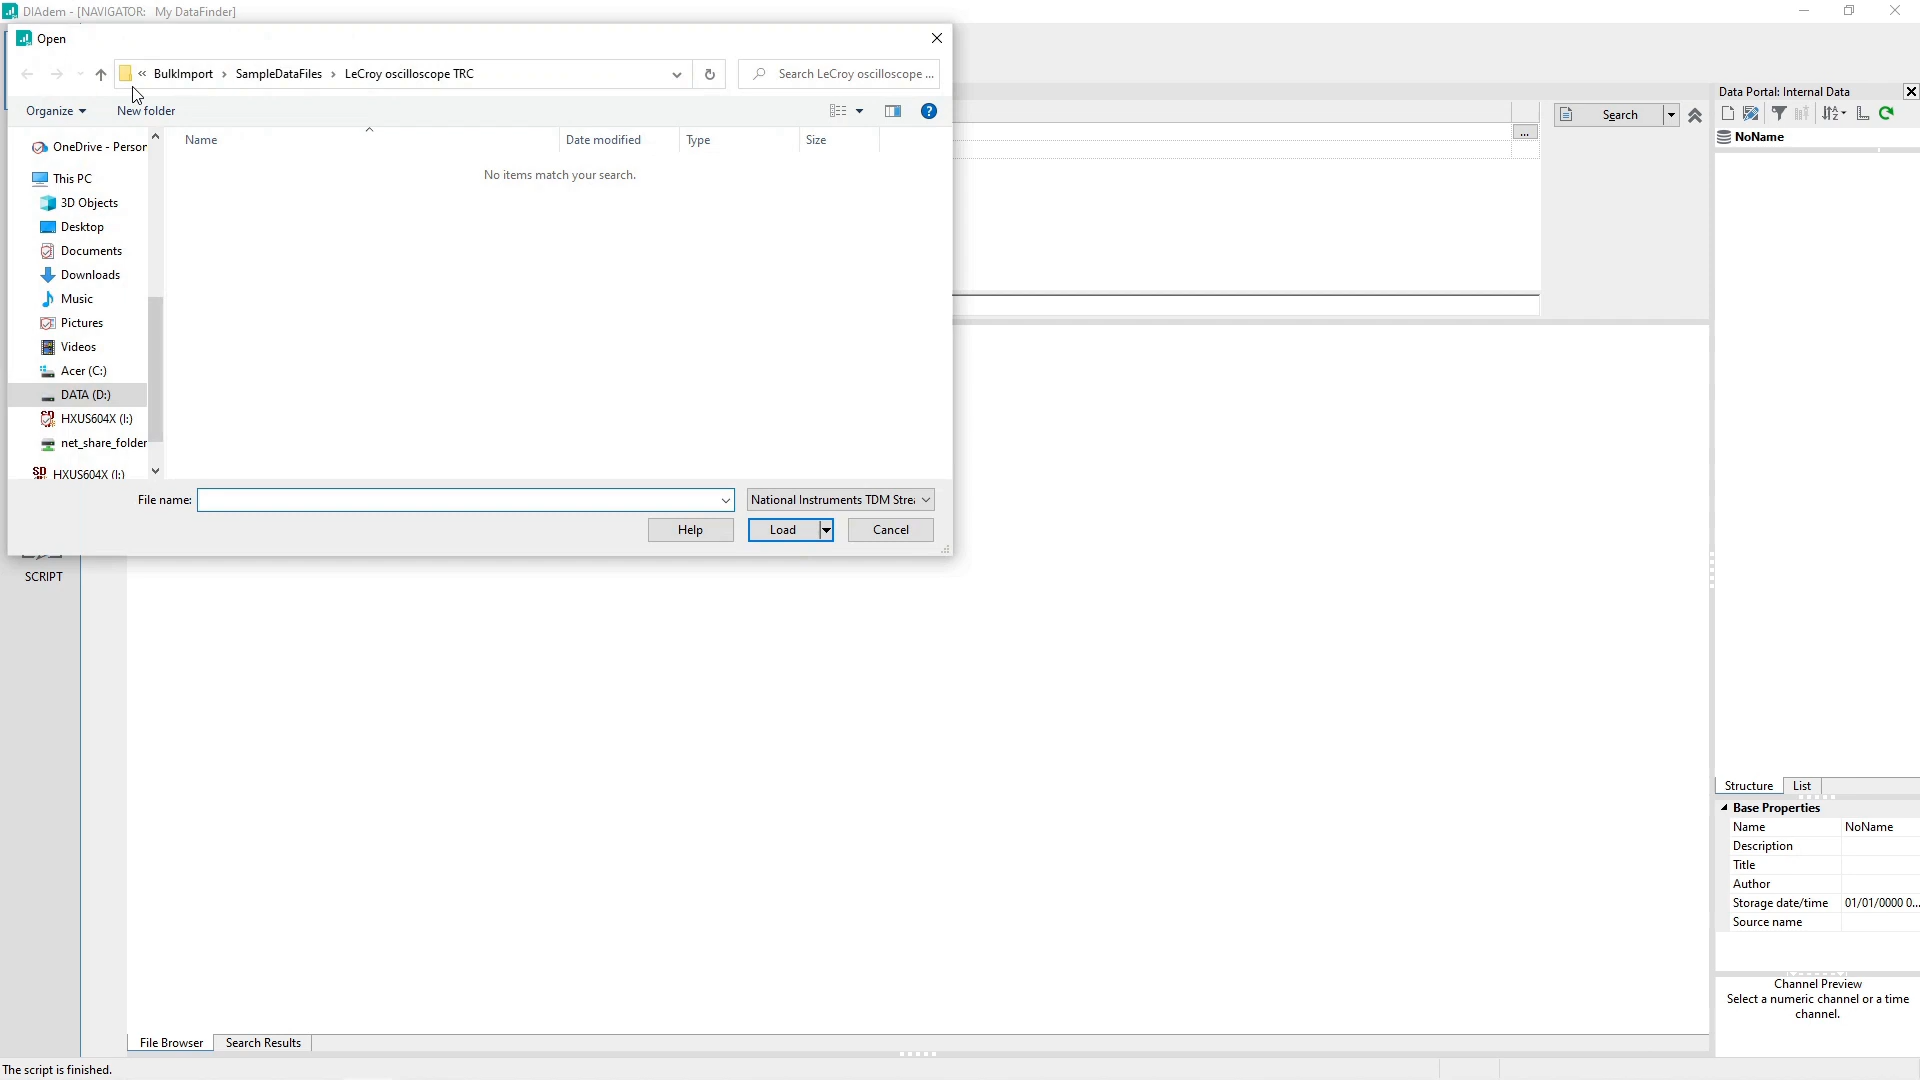 DIAdem - [NAVIGATOR: My DataFinder]
Open
« BulkImport › SampleDataFiles › LeCroy oscilloscope TRC
Search LeCroy oscilloscope ...
Organize
New folder
Name
Date modified
Type
Size
No items match your search.
OneDrive - Person
This PC
3D Objects
Desktop
Documents
Downloads
Music
Pictures
Videos
Acer (C:)
DATA (D:)
HXUS604X (I:)
net_share_folder
HXUS604X (I:)
File name:
National Instruments TDM Strea
Help
Load
Cancel
SCRIPT
Search
...
Data Portal: Internal Data
NoName
Structure
List
Base Properties
Name NoName
Description
Title
Author
Storage date/time 01/01/0000 0...
Source name
Channel Preview
Select a numeric channel or a time
channel.
File Browser
Search Results
The script is finished.